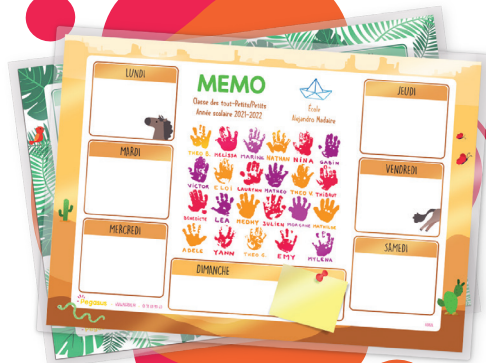 LUNDI
MARDI
MERCREDI
MEMO
Classe des tout-Petits/Petits
Année scolaire 2021-2022
École
Alejandro Madaire
THEO S. MELISSA MARINE NATHAN NINA GABIN
VICTOR ELOI LAURYNN MATHEO THEO V. THIBAUT
BENEDICTE LEA MEDHY JULIEN MORGANE MATHILDE
ADELE YANN THEO G. EMY MYLENA
DIMANCHE
JEUDI
VENDREDI
SAMEDI
Pegasus